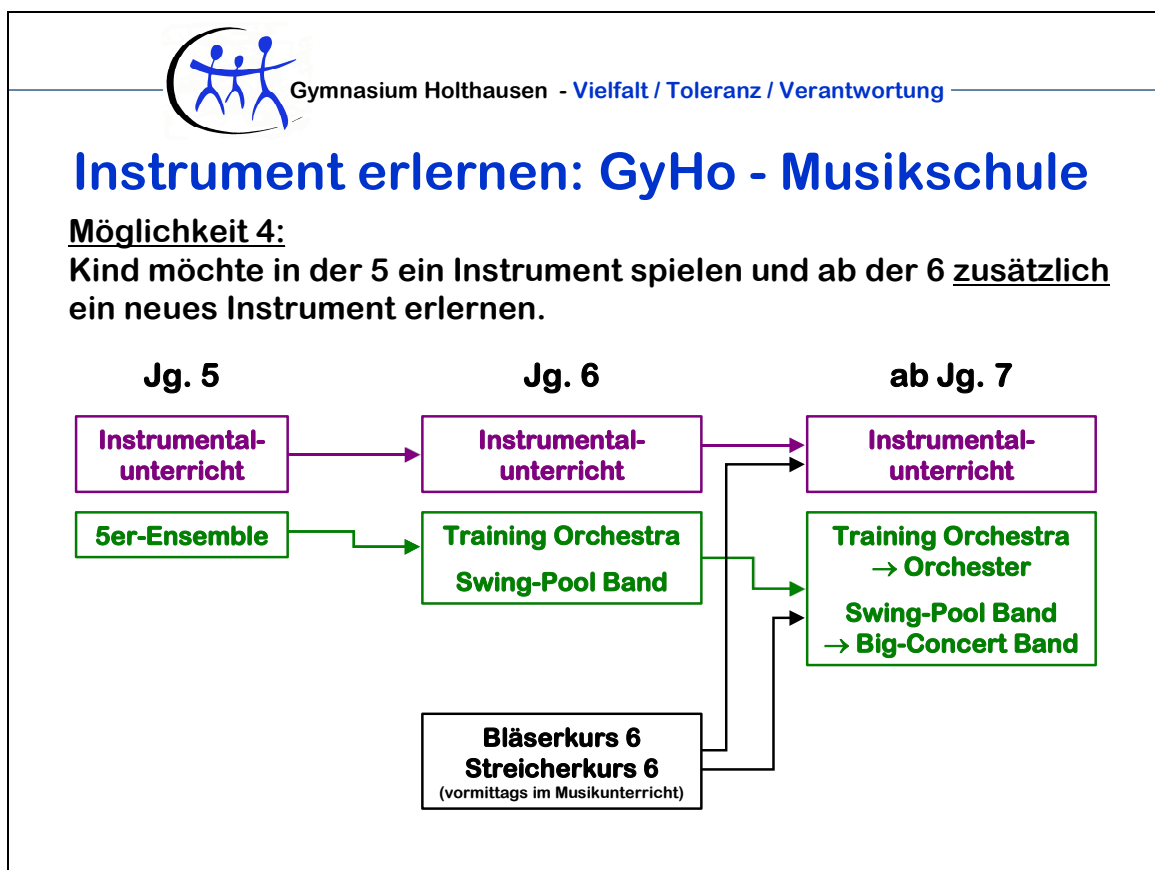 Gymnasium Holthausen - Vielfalt / Toleranz / Verantwortung
Instrument erlernen: GyHo - Musikschule
Möglichkeit 4:
Kind möchte in der 5 ein Instrument spielen und ab der 6 zusätzlich
ein neues Instrument erlernen.
Jg. 5
Jg. 6
ab Jg. 7
Instrumental-
unterricht
Instrumental-
unterricht
Instrumental-
unterricht
5er-Ensemble
Training Orchestra
Swing-Pool Band
Training Orchestra
→ Orchester
Swing-Pool Band
→ Big-Concert Band
Bläserkurs 6
Streicherkurs 6
(vormittags im Musikunterricht)